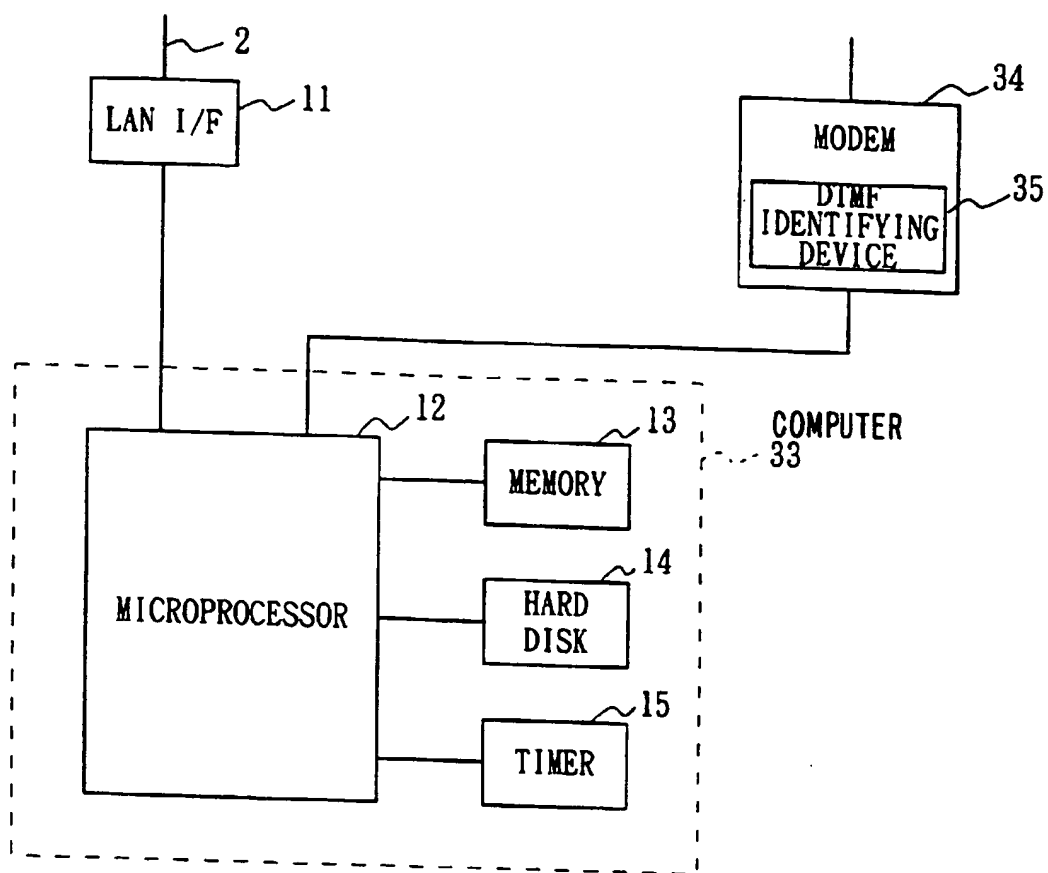 2
LAN I/F
11
34
MODEM
35
DTMF
IDENTIFYING
DEVICE
12
13
COMPUTER
33
MEMORY
MICROPROCESSOR
14
HARD
DISK
15
TIMER